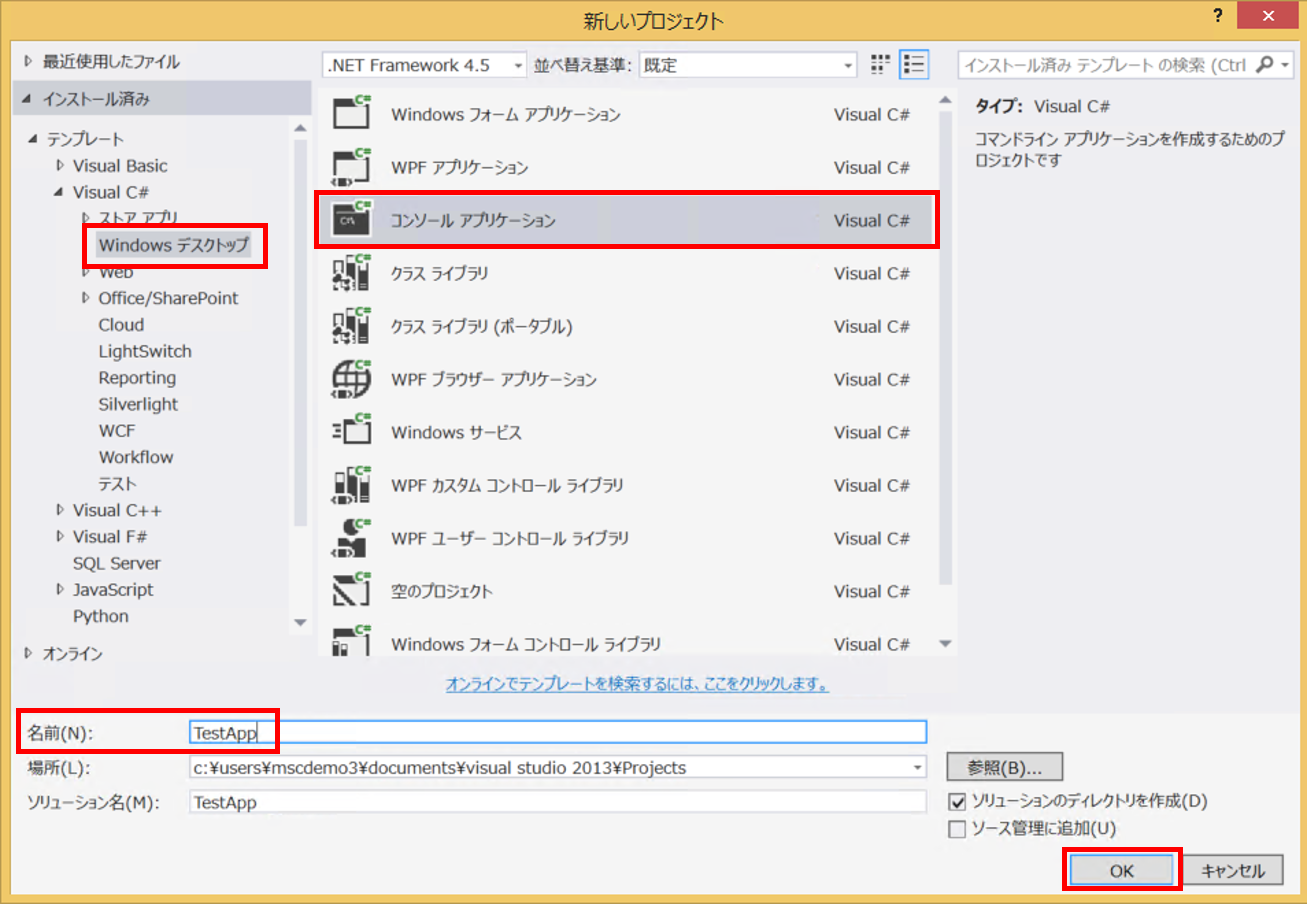 新しいプロジェクト
?
最近使用したファイル
インストール済み
テンプレート
Visual Basic
Visual C#
ストア アプリ
Windows デスクトップ
Web
Office/SharePoint
Cloud
LightSwitch
Reporting
Silverlight
WCF
Workflow
テスト
Visual C++
Visual F#
SQL Server
JavaScript
Python
オンライン
.NET Framework 4.5
並べ替え基準: 既定
Windows フォーム アプリケーション Visual C#
WPF アプリケーション Visual C#
コンソール アプリケーション Visual C#
クラス ライブラリ Visual C#
クラス ライブラリ (ポータブル) Visual C#
WPF ブラウザー アプリケーション Visual C#
Windows サービス Visual C#
WPF カスタム コントロール ライブラリ Visual C#
WPF ユーザー コントロール ライブラリ Visual C#
空のプロジェクト Visual C#
Windows フォーム コントロール ライブラリ Visual C#
オンラインでテンプレートを検索するには、ここをクリックします。
インストール済み テンプレート の検索 (Ctrl
タイプ: Visual C#
コマンドライン アプリケーションを作成するためのプ
ロジェクトです
名前(N): TestApp
場所(L): c:¥users¥mscdemo3¥documents¥visual studio 2013¥Projects
ソリューション名(M): TestApp
参照(B)...
ソリューションのディレクトリを作成(D)
ソース管理に追加(U)
OK
キャンセル